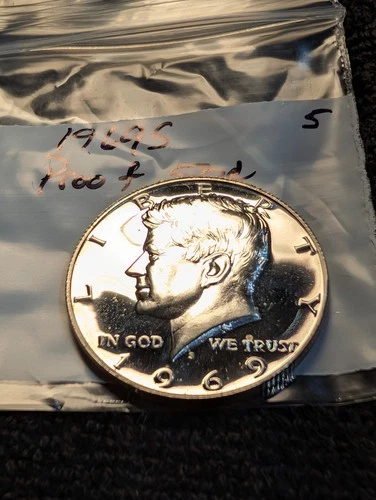 1969S
5
Proof
LIBERTY
IN GOD WE TRUST
1969